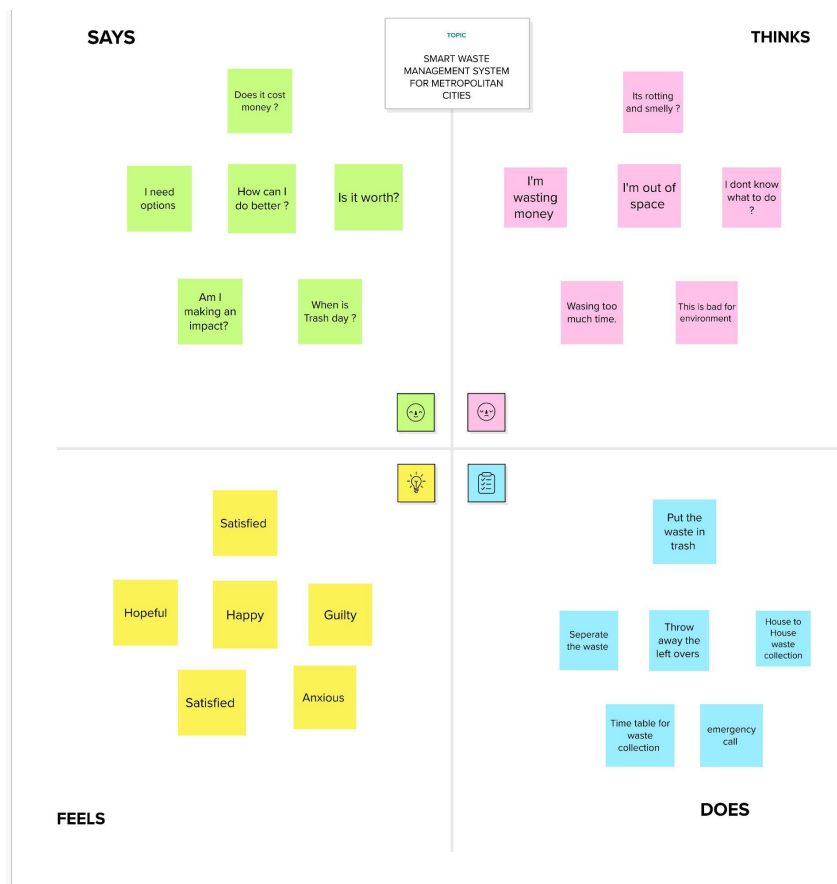 SAYS
TOPIC
SMART WASTE
MANAGEMENT SYSTEM
FOR METROPOLITAN
CITIES
THINKS
Does it cost
money ?
I need
options
How can I
do better ?
Is it worth?
Am I
making an
impact?
When is
Trash day ?
Its rotting
and smelly ?
I'm
wasting
money
I'm out of
space
I dont know
what to do
?
Wasing too
much time.
This is bad for
environment
Satisfied
Hopeful
Happy
Guilty
Satisfied
Anxious
FEELS
Put the
waste in
trash
Seperate
the waste
Throw
away the
left overs
House to
House
waste
collection
Time table for
waste
collection
emergency
call
DOES